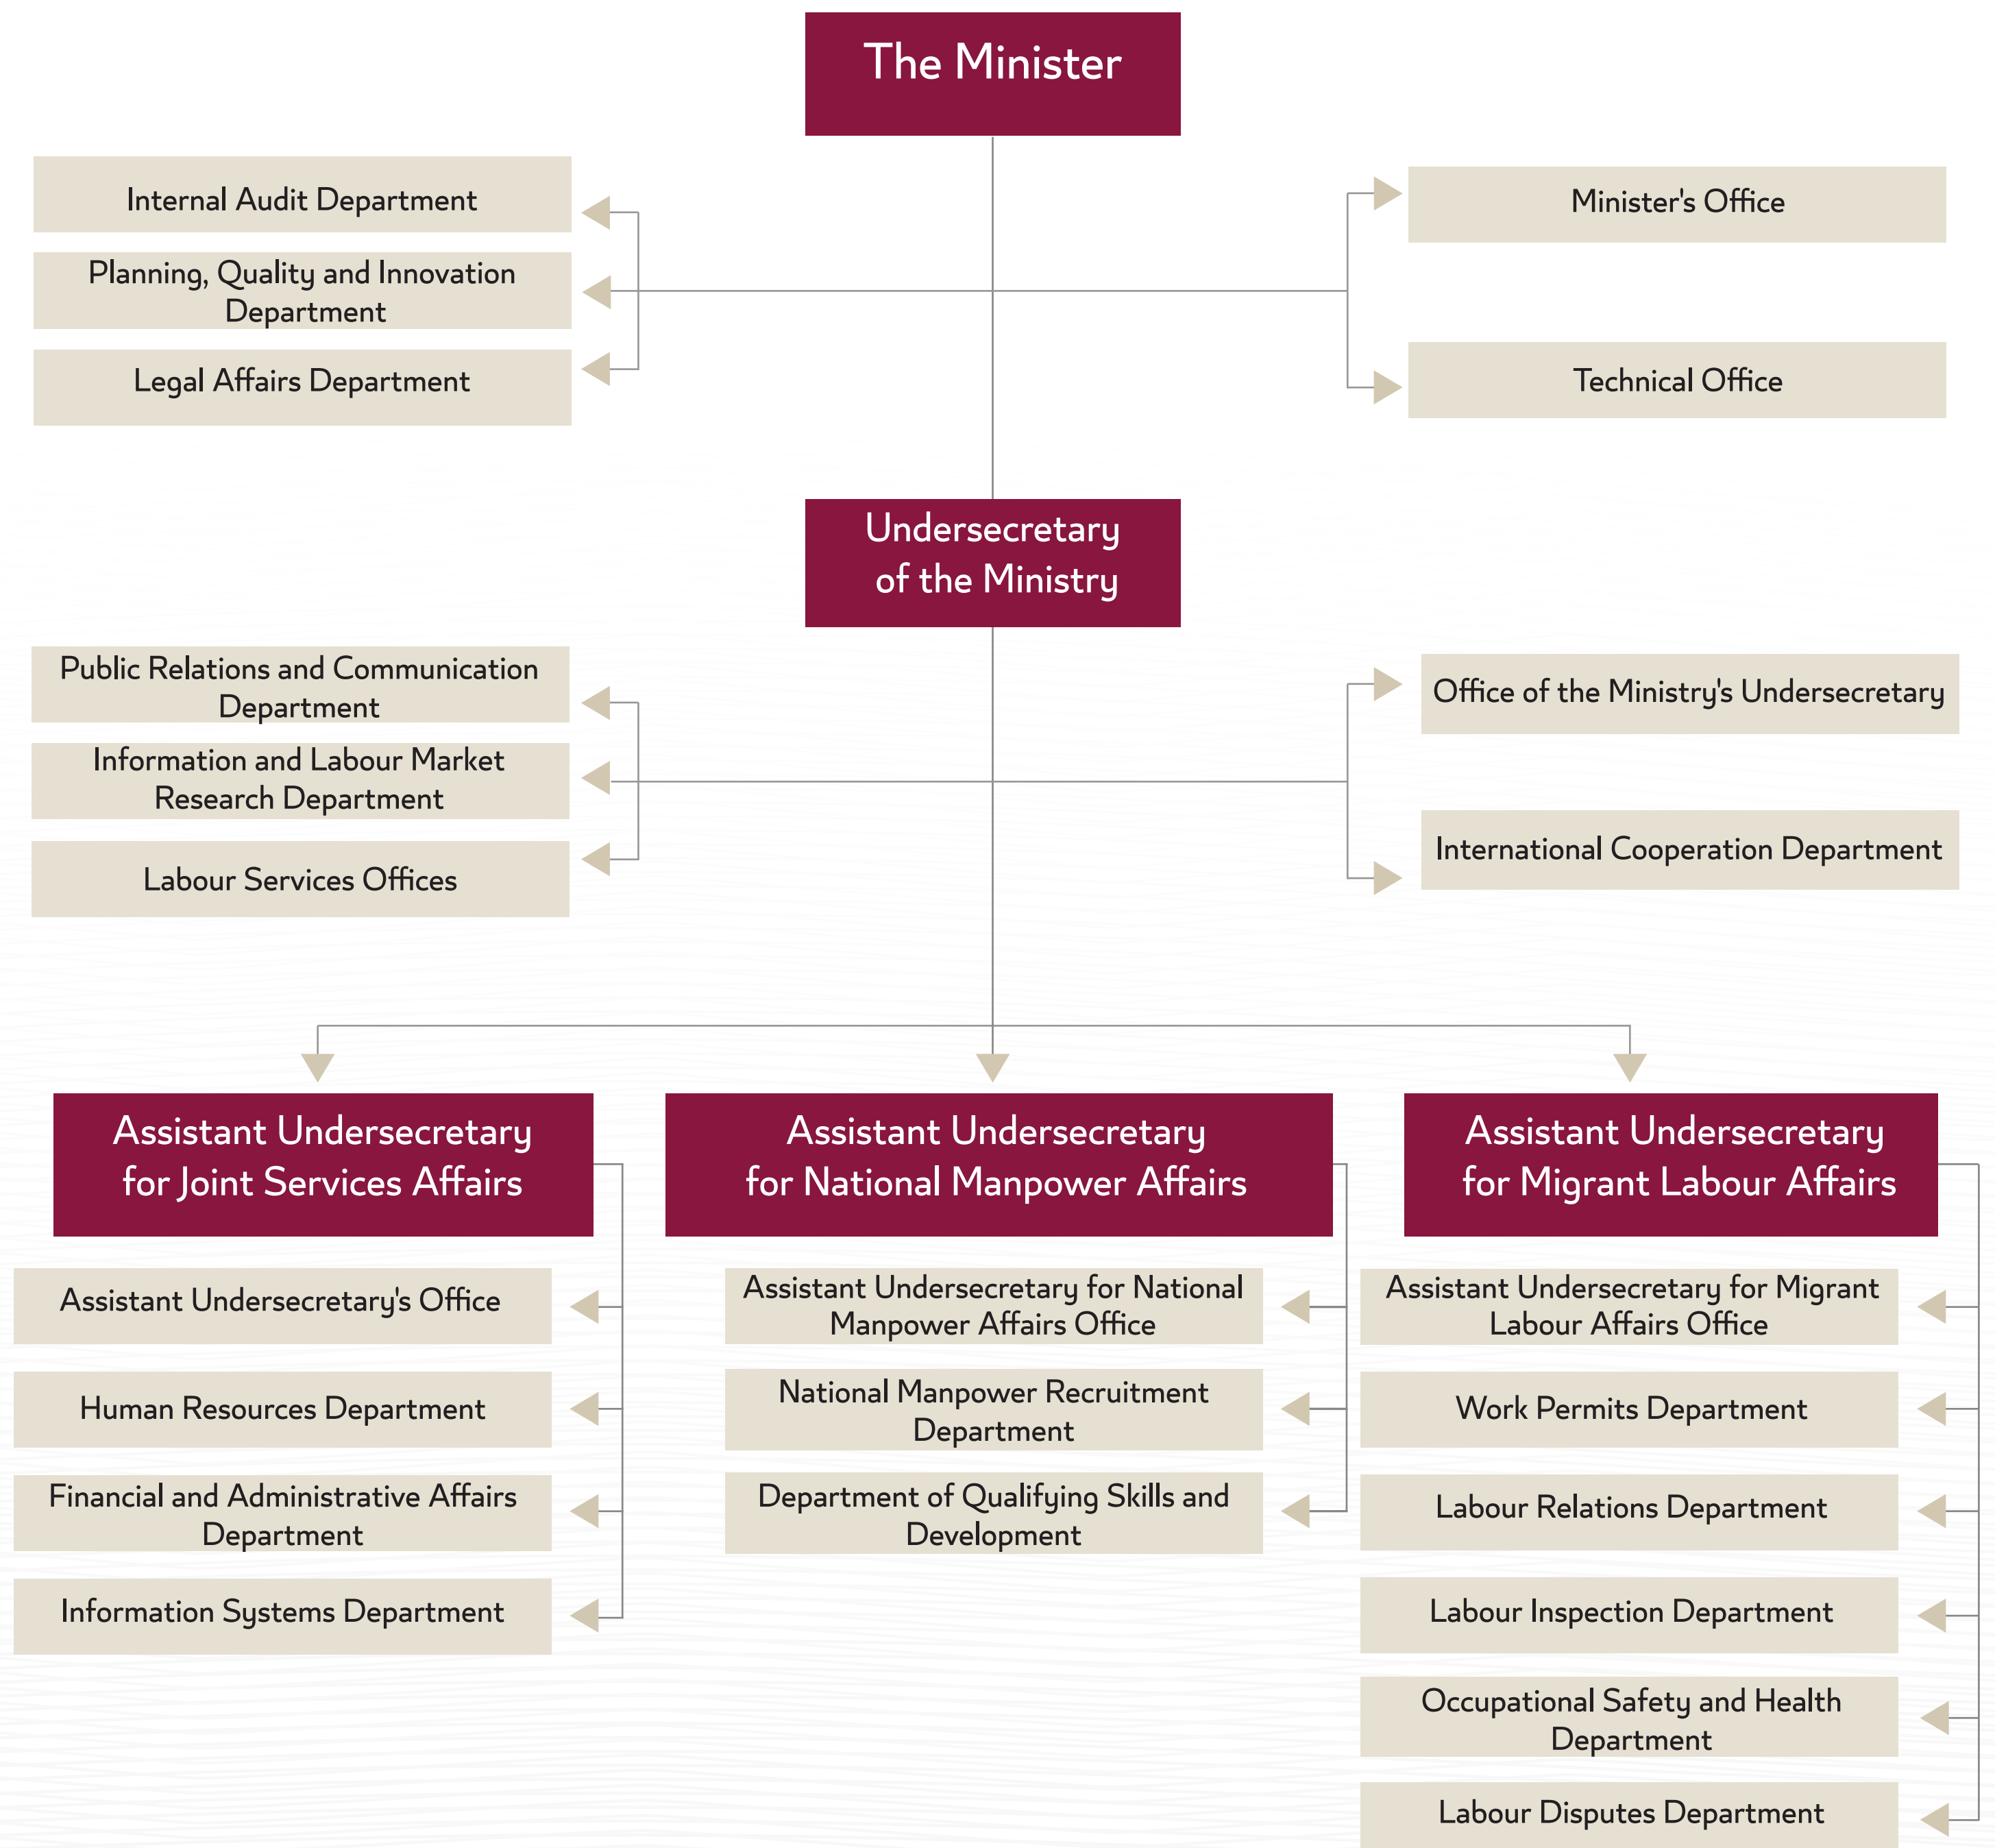 The Minister
Internal Audit Department
Planning, Quality and Innovation
Department
Legal Affairs Department
Minister's Office
Technical Office
Undersecretary
of the Ministry
Public Relations and Communication
Department
Information and Labour Market
Research Department
Labour Services Offices
Office of the Ministry's Undersecretary
International Cooperation Department
Assistant Undersecretary
for Joint Services Affairs
Assistant Undersecretary's Office
Human Resources Department
Financial and Administrative Affairs
Department
Information Systems Department
Assistant Undersecretary
for National Manpower Affairs
Assistant Undersecretary for National
Manpower Affairs Office
National Manpower Recruitment
Department
Department of Qualifying Skills and
Development
Assistant Undersecretary
for Migrant Labour Affairs
Assistant Undersecretary for Migrant
Labour Affairs Office
Work Permits Department
Labour Relations Department
Labour Inspection Department
Occupational Safety and Health
Department
Labour Disputes Department